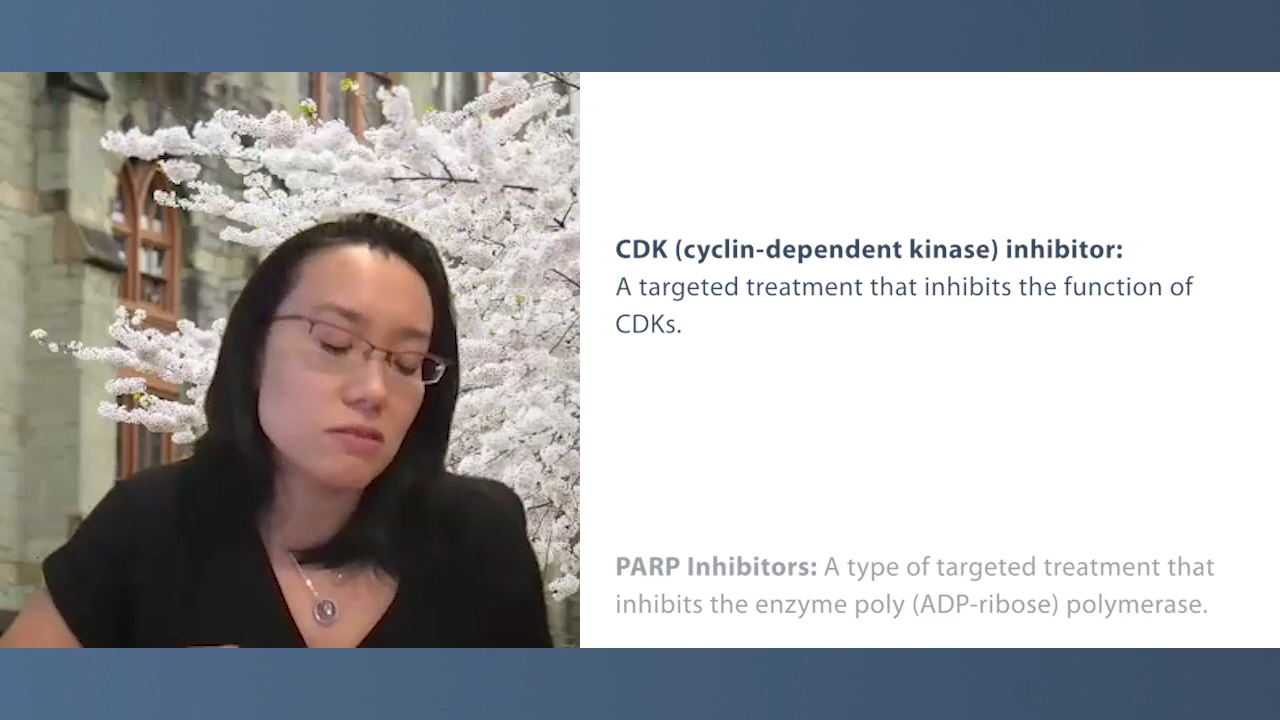 CDK (cyclin-dependent kinase) inhibitor:
A targeted treatment that inhibits the function of
CDKs.
PARP Inhibitors: A type of targeted treatment that
inhibits the enzyme poly (ADP-ribose) polymerase.